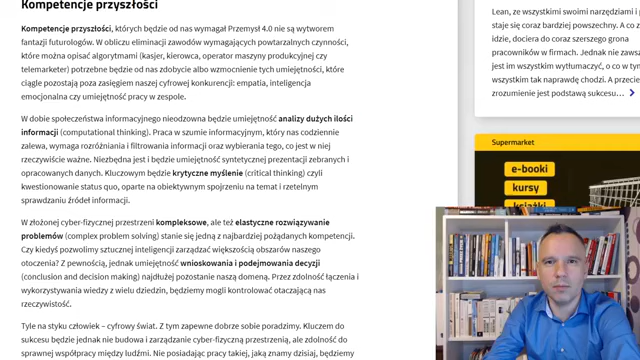 Kompetencje przyszłości
Kompetencje przyszłości, których będzie od nas wymagał Przemysł 4.0 nie są wytworem
fantazji futurologów. W obliczu eliminacji zawodów wymagających powtarzalnych czynności,
które można opisać algorytmami (kasjer, kierowca, operator maszyny produkcyjnej czy
telemarketer) potrzebne będzie od nas zdobycie albo wzmocnienie tych umiejętności, które
ciągle pozostają poza zasięgiem naszej cyfrowej konkurencji: empatia, inteligencja
emocjonalna czy umiejętność pracy w zespole.
W dobie społeczeństwa informacyjnego nieodzowna będzie umiejętność analizy dużych ilości
informacji (computational thinking). Praca w szumie informacyjnym, który nas codziennie
zalewa, wymaga rozróżniania i filtrowania informacji oraz wybierania tego, co jest w niej
rzeczywiście ważne. Niezbędna jest i będzie umiejętność syntetycznej prezentacji zebranych i
opracowanych danych. Kluczowym będzie krytyczne myślenie (critical thinking) czyli
kwestionowanie status quo, oparte na obiektywnym spojrzeniu na temat i rzetelnym
sprawdzaniu źródeł informacji.
W złożonej cyber-fizycznej przestrzeni kompleksowe, ale też elastyczne rozwiązywanie
problemów (complex problem solving) stanie się jedną z najbardziej pożądanych kompetencji.
Czy kiedyś pozwolimy sztucznej inteligencji zarządzać większością obszarów naszego
otoczenia? Z pewnością, jednak umiejętność wnioskowania i podejmowania decyzji
(conclusion and decision making) najdłużej pozostanie naszą domeną. Przez zdolność łączenia i
wykorzystywania wiedzy z wielu dziedzin, będziemy mogli kontrolować otaczającą nas
rzeczywistość.
Tyle na styku człowiek – cyfrowy świat. Z tym zapewne dobrze sobie poradzimy. Kluczem do
sukcesu będzie jednak nie budowa i zarządzanie cyber-fizyczną przestrzenią, ale zdolność do
sprawnej współpracy między ludźmi. Nie posiadając pracy takiej, jaką znamy dzisiaj, będziemy
Lean, ze wszystkimi swoimi narzędziami i
staje się coraz bardziej powszechny. A co
idzie, dociera do coraz szerszego grona
pracowników w firmach. Jednak nie zawsze
jest im wszystkim wytłumaczyć, o co w tym
wszystkim tak naprawdę chodzi. A przecież
zrozumienie jest podstawą sukcesu…
Supermarket
e-booki
kursy
książki